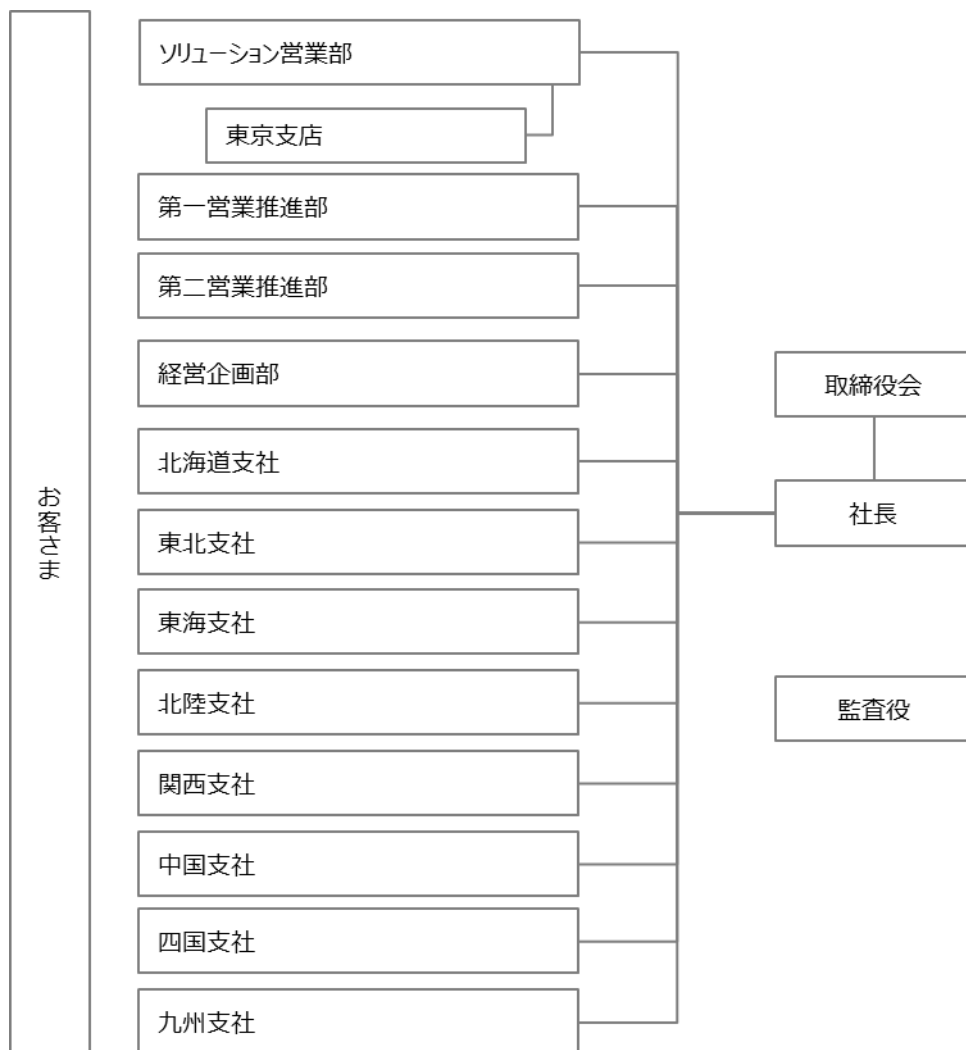 お客さま
ソリューション営業部
東京支店
第一営業推進部
第二営業推進部
経営企画部
北海道支社
東北支社
東海支社
北陸支社
関西支社
中国支社
四国支社
九州支社
取締役会
社長
監査役